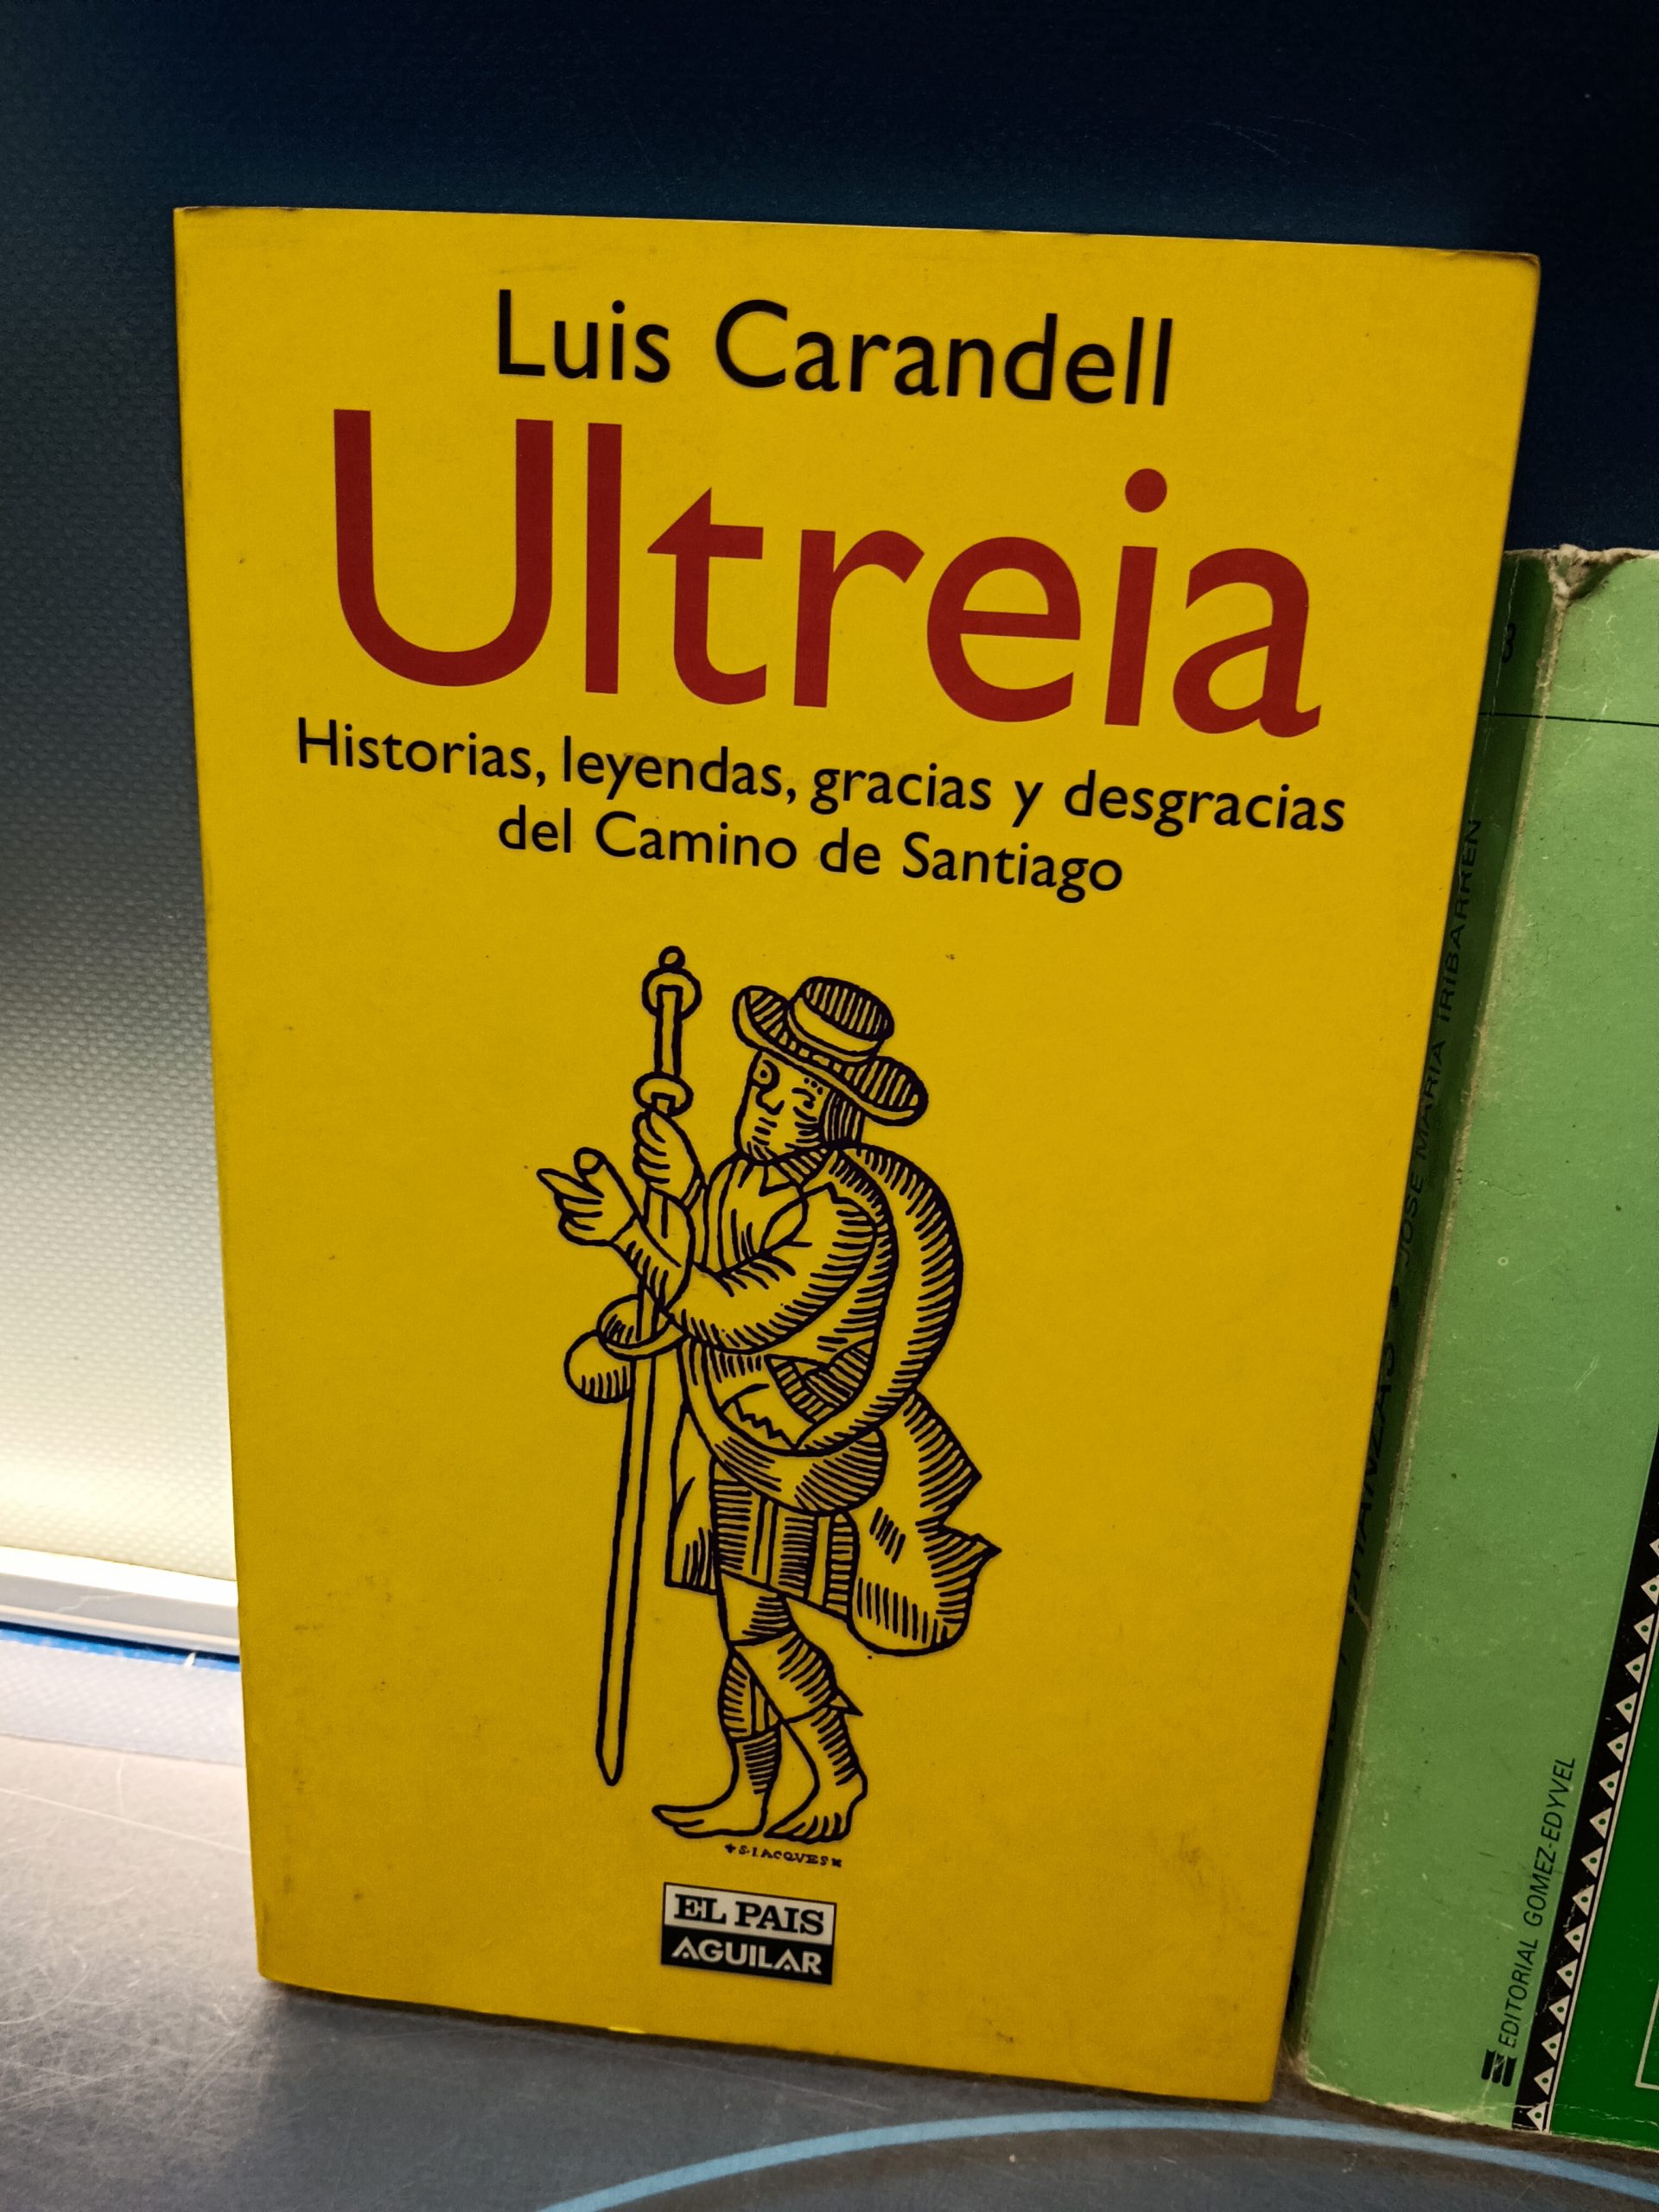 Luis Carandell
Ultreia
Historias, leyendas, gracias y desgracias
del Camino de Santiago
+S.IACQVES+
EL PAIS
AGUILAR
JOSE MARIA IRIBARREN
EDITORIAL GOMEZ-EDYVEL